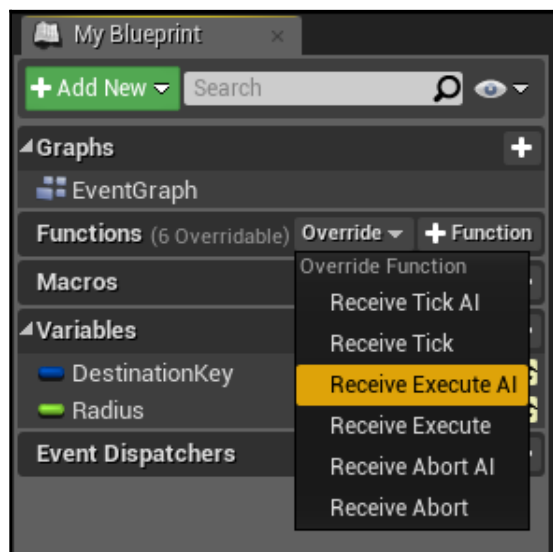 My Blueprint
Add New Search
Graphs
EventGraph
Functions (6 Overridable) Override Function
Override Function
Macros
Receive Tick AI
Receive Tick
Variables
DestinationKey
Receive Execute AI
Radius
Receive Execute
Event Dispatchers
Receive Abort AI
Receive Abort